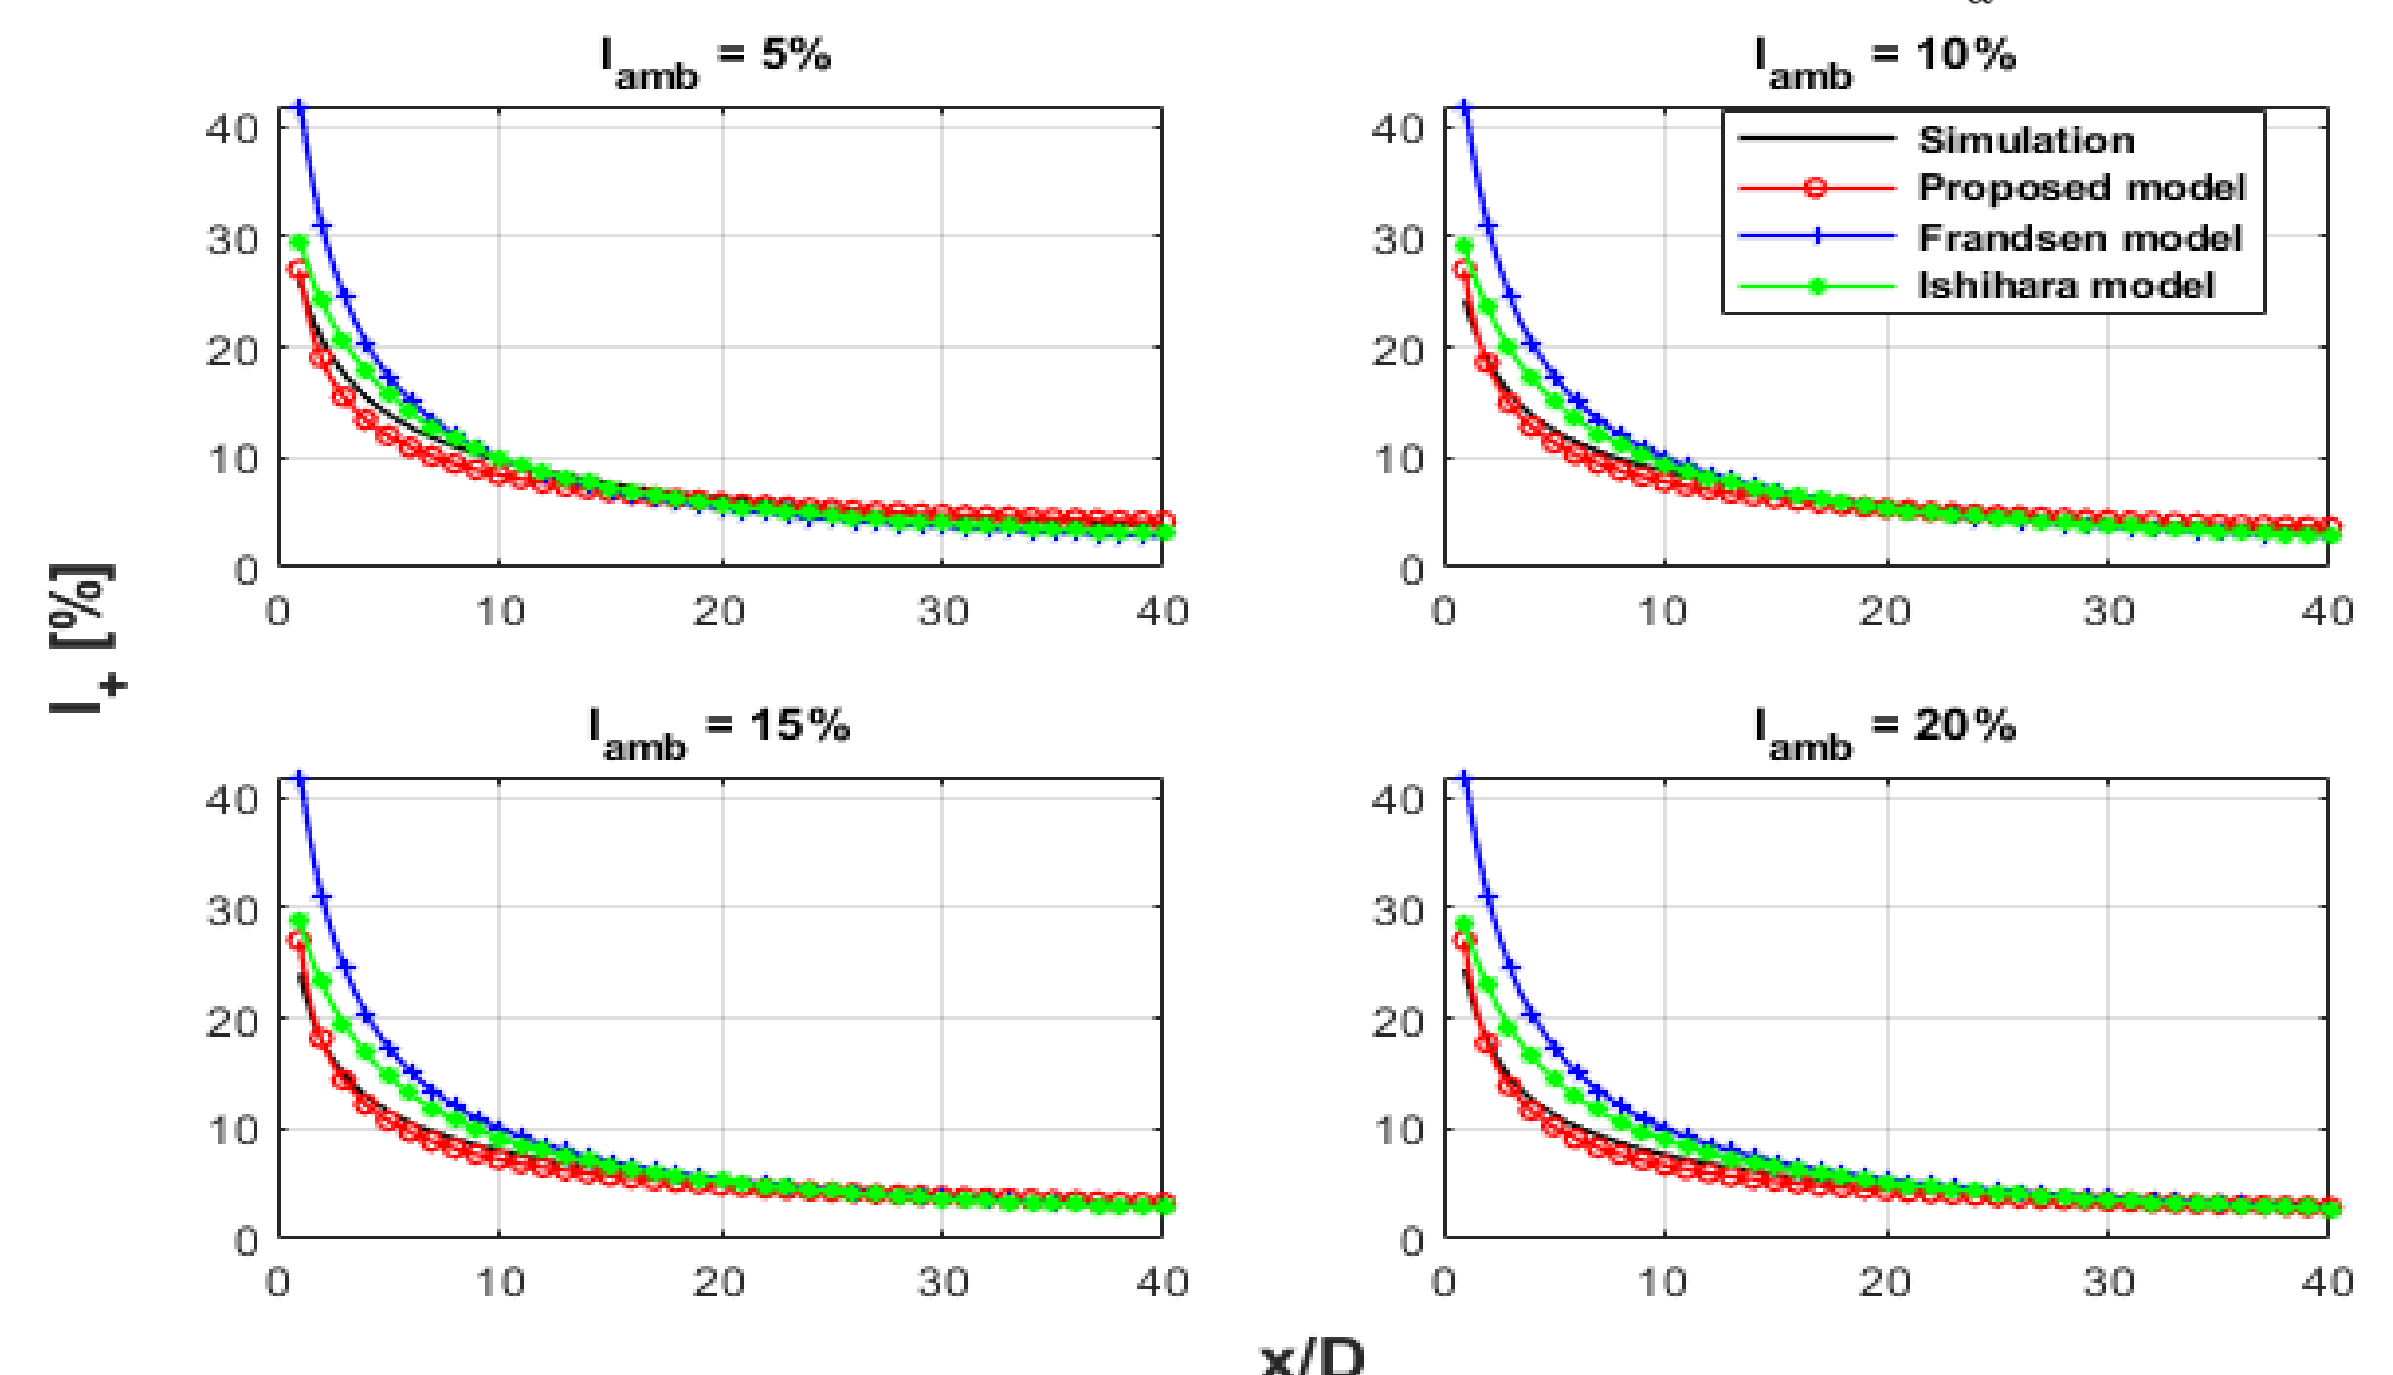 I_amb = 5%
I_amb = 10%
40
30
20
10
0
0 10 20 30 40
40
30
20
10
0
0 10 20 30 40
Simulation
Proposed model
Frandsen model
Ishihara model
I_+ [%]
I_amb = 15%
I_amb = 20%
40
30
20
10
0
0 10 20 30 40
40
30
20
10
0
0 10 20 30 40
x/D